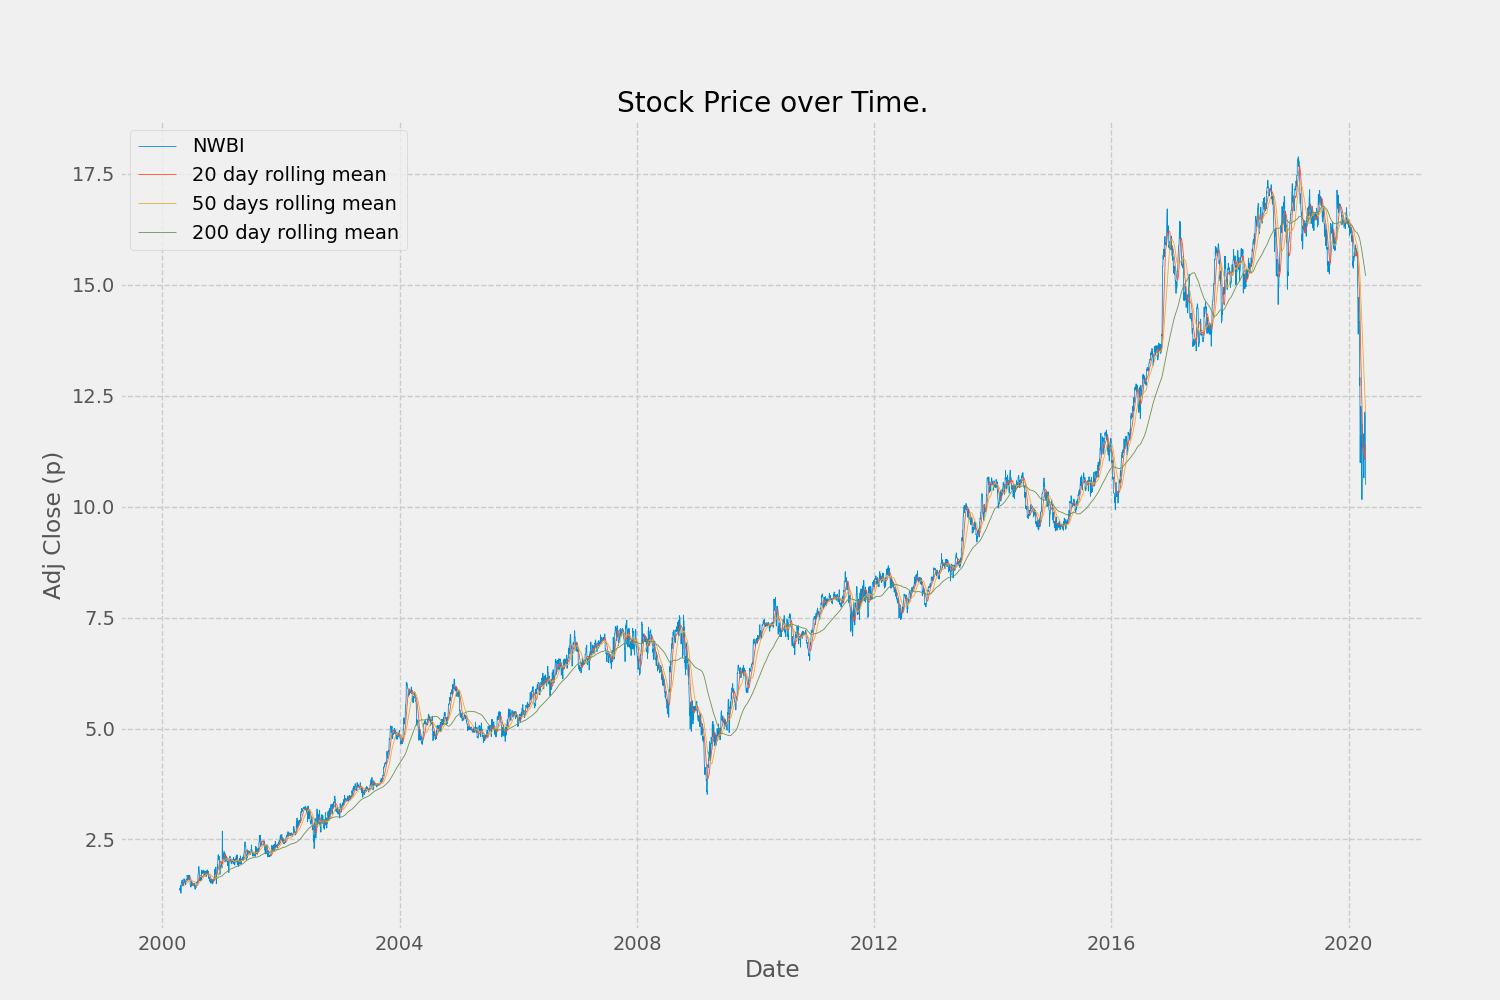 Stock Price over Time.
NWBI
20 day rolling mean
50 days rolling mean
200 day rolling mean
17.5
15.0
12.5
10.0
7.5
5.0
2.5
Adj Close (p)
2000 2004 2008 2012 2016 2020
Date